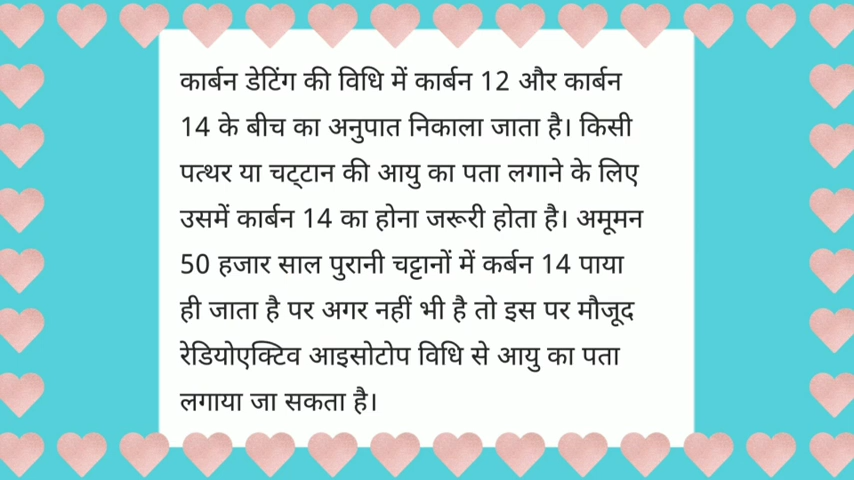 कार्बन डेटिंग की विधि में कार्बन 12 और कार्बन
14 के बीच का अनुपात निकाला जाता है। किसी
पत्थर या चट्‌टान की आयु का पता लगाने के लिए
उसमें कार्बन 14 का होना जरूरी होता है। अमूमन
50 हजार साल पुरानी चट्टानों में कर्बन 14 पाया
ही जाता है पर अगर नहीं भी है तो इस पर मौजूद
रेडियोएक्टिव आइसोटोप विधि से आयु का पता
लगाया जा सकता है।